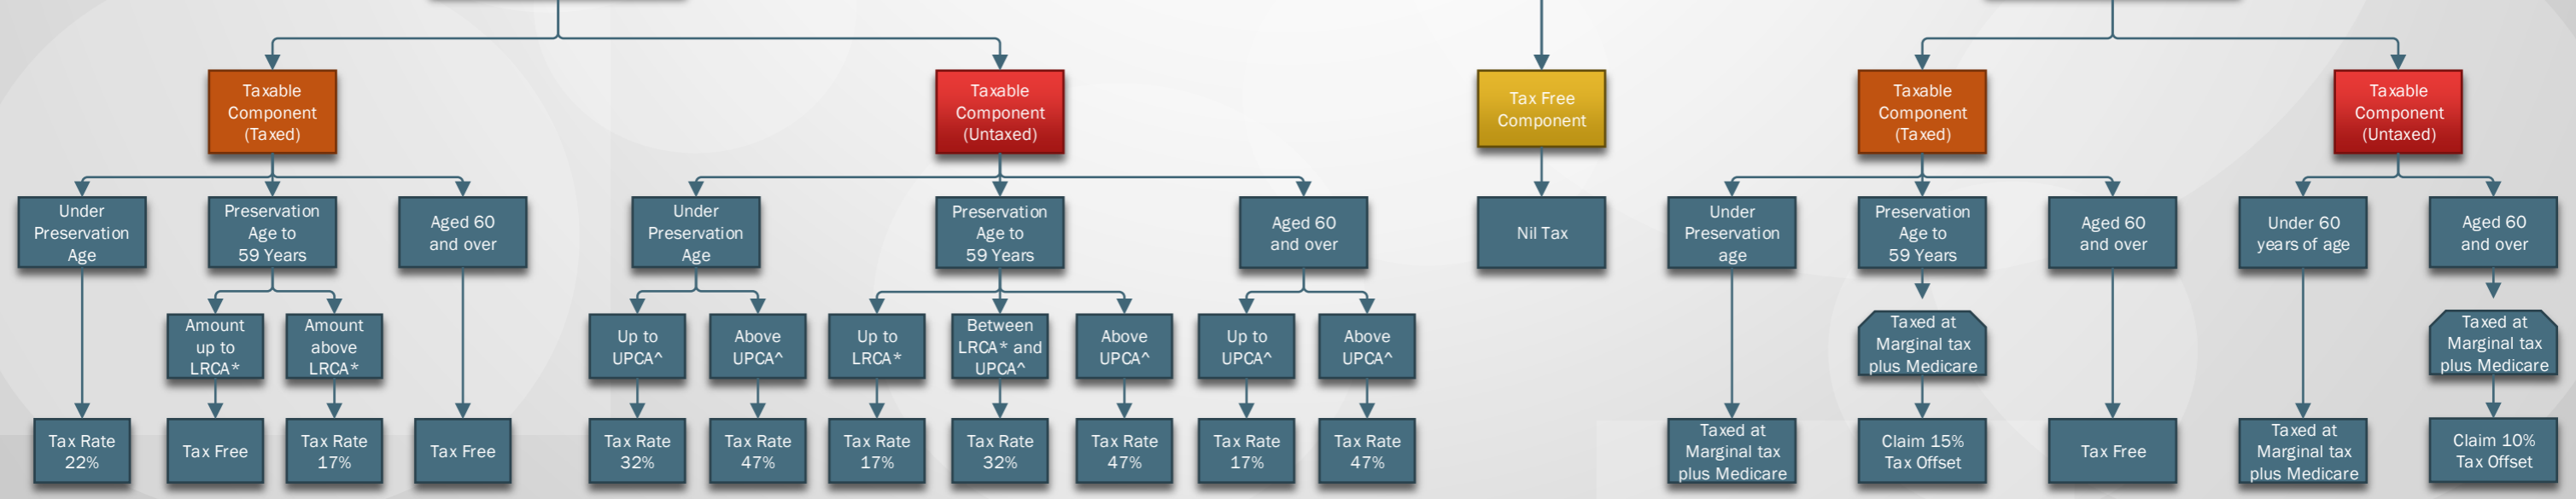 Taxable
Component
(Taxed)
Taxable
Component
(Untaxed)
Tax Free
Component
Taxable
Component
(Taxed)
Taxable
Component
(Untaxed)
Under
Preservation
Age
Preservation
Age to
59 Years
Aged 60
and over
Under
Preservation
Age
Preservation
Age to
59 Years
Aged 60
and over
Nil Tax
Under
Preservation
age
Preservation
Age to
59 Years
Aged 60
and over
Under 60
years of age
Aged 60
and over
Amount
up to
LRCA*
Amount
above
LRCA*
Up to
UPCA^
Above
UPCA^
Up to
LRCA*
Between
LRCA* and
UPCA^
Above
UPCA^
Up to
UPCA^
Above
UPCA^
Taxed at
Marginal tax
plus Medicare
Taxed at
Marginal tax
plus Medicare
Tax Rate
22%
Tax Free
Tax Rate
17%
Tax Free
Tax Rate
32%
Tax Rate
47%
Tax Rate
17%
Tax Rate
32%
Tax Rate
47%
Tax Rate
17%
Tax Rate
47%
Taxed at
Marginal tax
plus Medicare
Claim 15%
Tax Offset
Tax Free
Taxed at
Marginal tax
plus Medicare
Claim 10%
Tax Offset